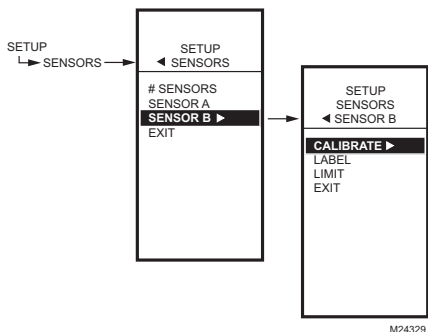 SETUP
SENSORS
SETUP
◀ SENSORS
# SENSORS
SENSOR A
SENSOR B ▶
EXIT
SETUP
SENSORS
◀ SENSOR B
CALIBRATE ▶
LABEL
LIMIT
EXIT
M24329